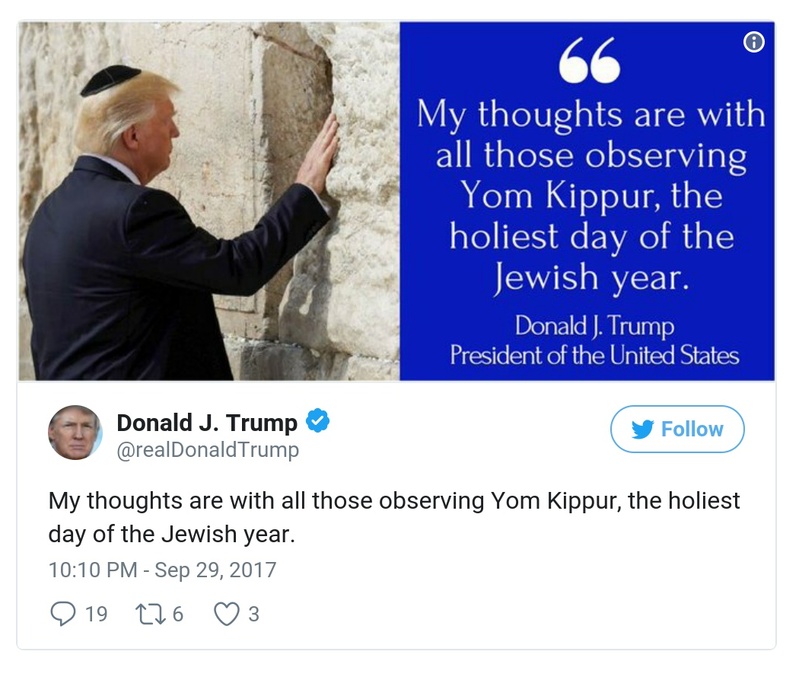 My thoughts are with
all those observing
Yom Kippur, the
holiest day of the
Jewish year.
Donald J. Trump
President of the United States
Donald J. Trump
@realDonaldTrump
Follow
My thoughts are with all those observing Yom Kippur, the holiest
day of the Jewish year.
10:10 PM - Sep 29, 2017
19 6 3